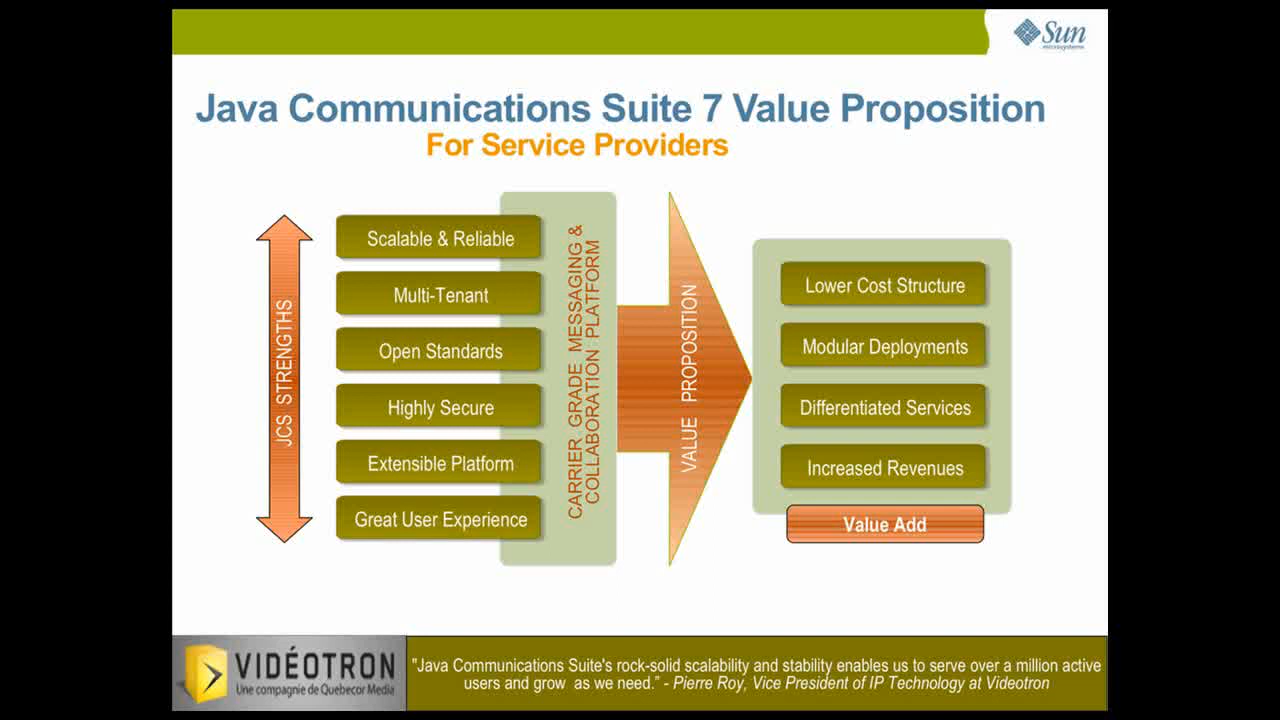 Sun
microsystems
Java Communications Suite 7 Value Proposition
For Service Providers
JCS STRENGTHS
Scalable & Reliable
Multi-Tenant
Open Standards
Highly Secure
Extensible Platform
Great User Experience
CARRIER GRADE MESSAGING &
COLLABORATION PLATFORM
VALUE PROPOSITION
Lower Cost Structure
Modular Deployments
Differentiated Services
Increased Revenues
Value Add
VIDÉOTRON
Une compagnie de Quebecor Media
"Java Communications Suite's rock-solid scalability and stability enables us to serve over a million active
users and grow as we need.” - Pierre Roy, Vice President of IP Technology at Videotron